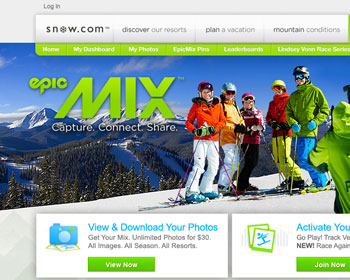 Log In
snow.com™
discover our resorts
plan a vacation
mountain conditions
Home
My Dashboard
My Photos
EpicMix Pins
Leaderboards
Lindsey Vonn Race Series
epic MIX™
Capture. Connect. Share.
View & Download Your Photos
Get Your Mix. Unlimited Photos for $30.
All Images. All Season. All Resorts.
View Now
Activate You
Go Play! Track Ve
NEW! Race Again
Join Now